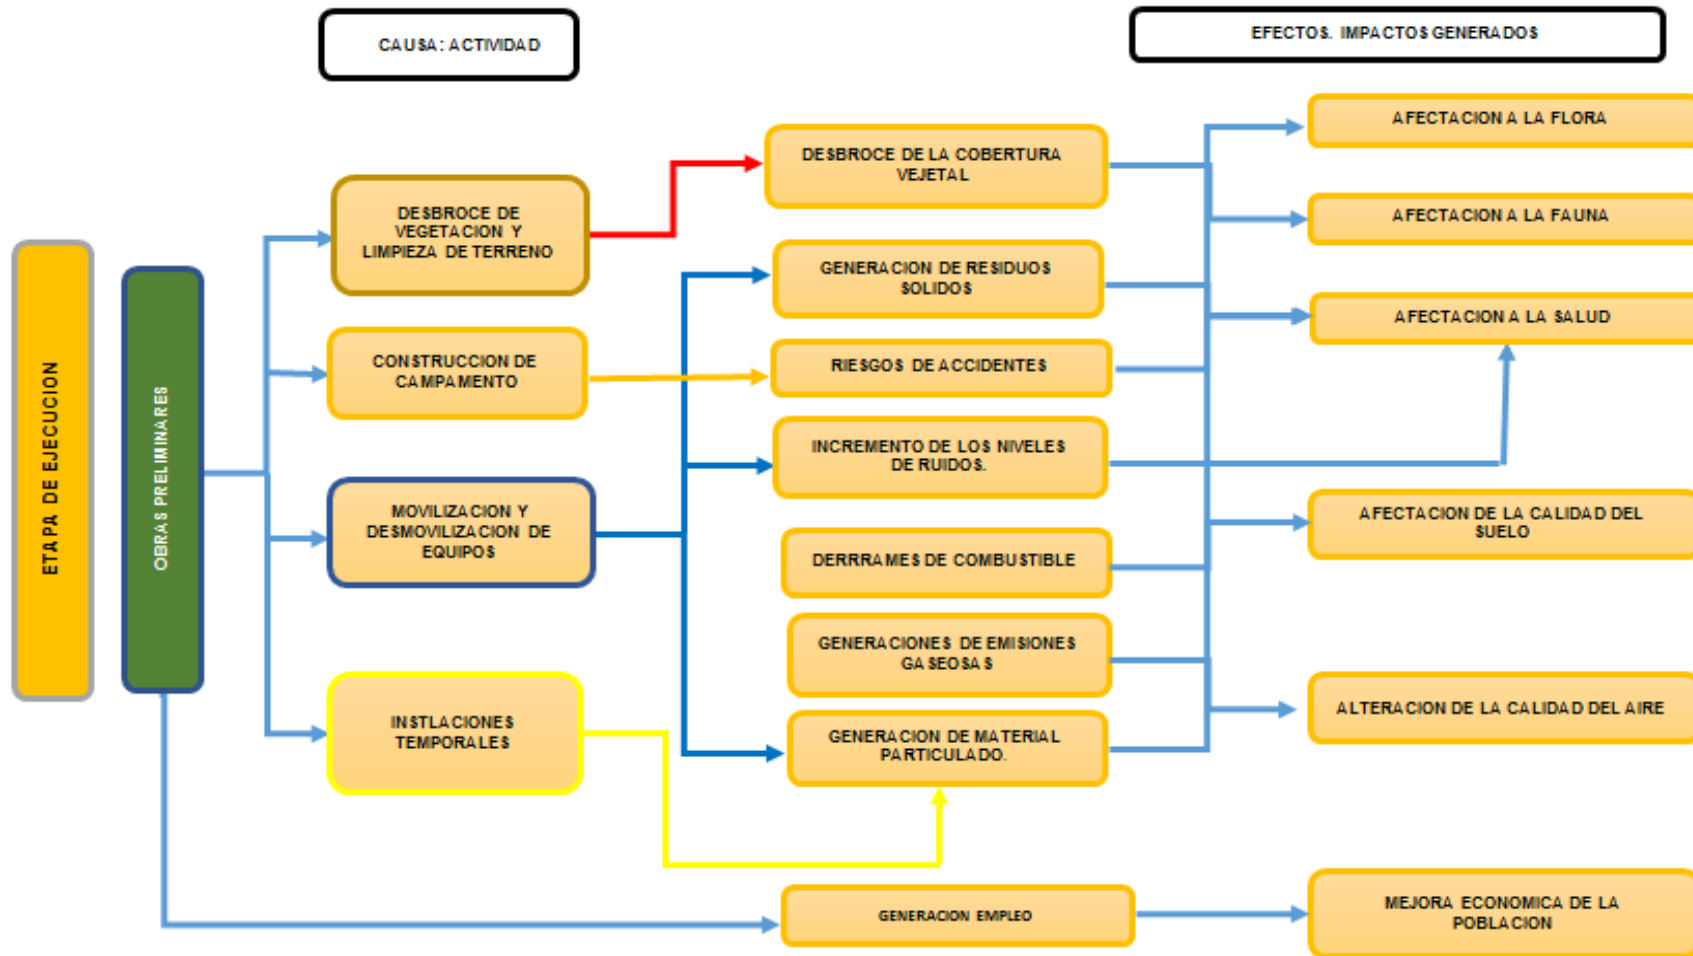 CAUSA: ACTIVIDAD
EFECTOS. IMPACTOS GENERADOS
ETAPA DE EJECUCION
OBRAS PRELIMINARES
DESBROCE DE
VEGETACION Y
LIMPIEZA DE TERRENO
CONSTRUCCION DE
CAMPAMENTO
MOVILIZACION Y
DESMOVILIZACION DE
EQUIPOS
INSTLACIONES
TEMPORALES
DESBROCE DE LA COBERTURA
VEJETAL
GENERACION DE RESIDUOS
SOLIDOS
RIESGOS DE ACCIDENTES
INCREMENTO DE LOS NIVELES
DE RUIDOS.
DERRRAMES DE COMBUSTIBLE
GENERACIONES DE EMISIONES
GASEOSAS
GENERACION DE MATERIAL
PARTICULADO.
GENERACION EMPLEO
AFECTACION A LA FLORA
AFECTACION A LA FAUNA
AFECTACION A LA SALUD
AFECTACION DE LA CALIDAD DEL
SUELO
ALTERACION DE LA CALIDAD DEL AIRE
MEJORA ECONOMICA DE LA
POBLACION